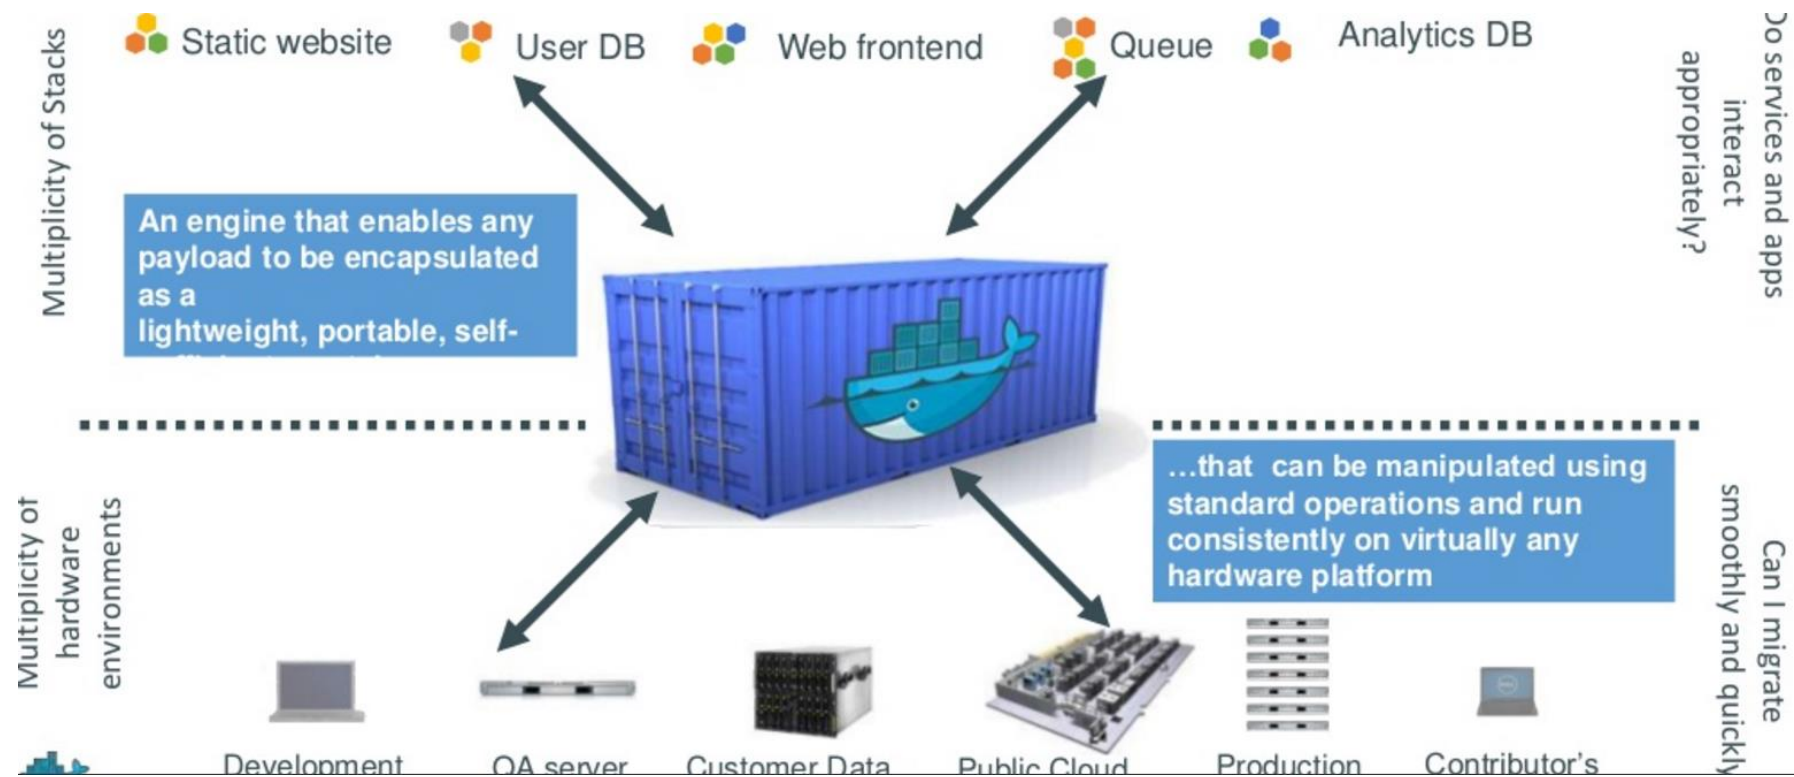 Multiplicity of Stacks
Static website
User DB
Web frontend
Queue
Analytics DB
Do services and apps
interact
appropriately?
An engine that enables any
payload to be encapsulated
as a
lightweight, portable, self-
…that can be manipulated using
standard operations and run
consistently on virtually any
hardware platform
Multiplicity of
hardware
environments
Can I migrate
smoothly and quickly
Development
QA server
Customer Data
Public Cloud
Production
Contributor’s